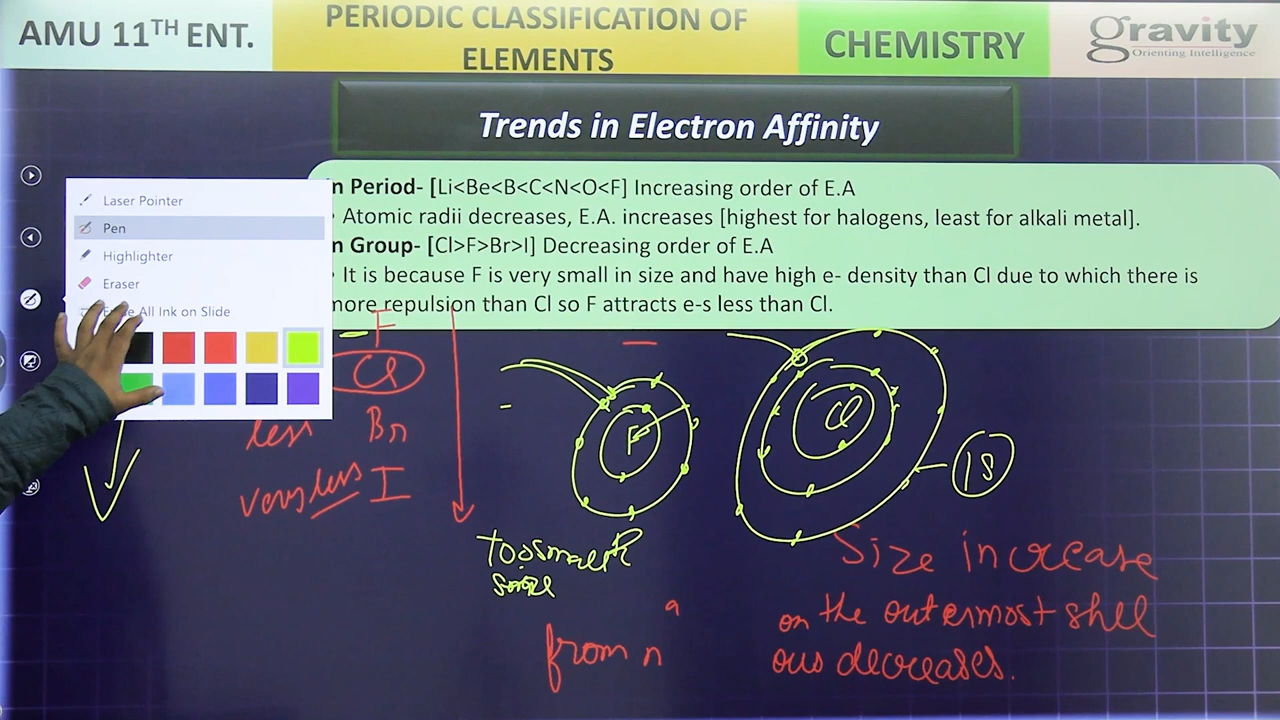 AMU 11TH ENT.
PERIODIC CLASSIFICATION OF
ELEMENTS
CHEMISTRY
gravity
Orienting Intelligence
Trends in Electron Affinity
n Period- [Li<Be<B<C<N<O<F] Increasing order of E.A
• Atomic radii decreases, E.A. increases [highest for halogens, least for alkali metal].
n Group- [Cl>F>Br>I] Decreasing order of E.A
• It is because F is very small in size and have high e- density than Cl due to which there is
more repulsion than Cl so F attracts e-s less than Cl.
Laser Pointer
Pen
Highlighter
Eraser
All Ink on Slide
F
Cl
less Br
very less I
F
Cl
18
too small
size
Size increase
on the outermost shell
decreases.
from n